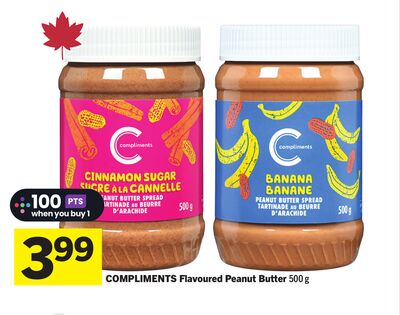 C
compliments
CINNAMON SUGAR
SUCRE À LA CANNELLE
PEANUT BUTTER SPREAD
TARTINADE AU BEURRE
D'ARACHIDE
500 g
C
compliments
BANANA
BANANE
PEANUT BUTTER SPREAD
TARTINADE AU BEURRE
D'ARACHIDE
500 g
100 PTS
when you buy 1
3.99
COMPLIMENTS Flavoured Peanut Butter 500 g